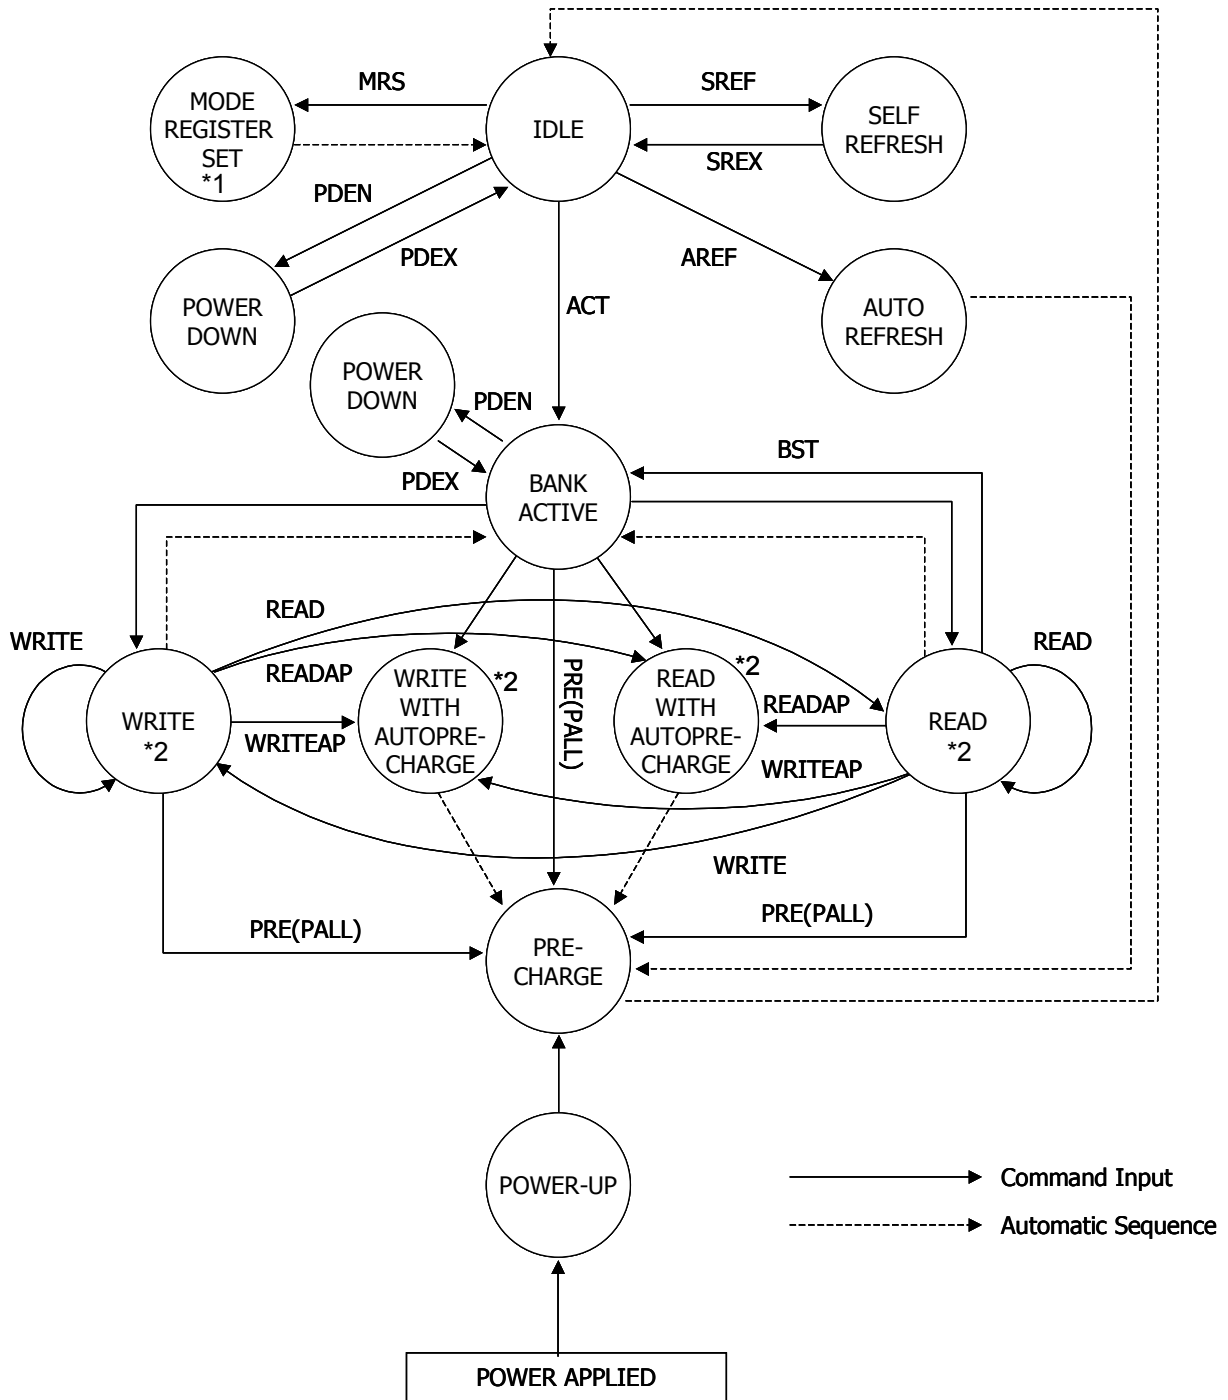 MRS
SREF
MODE
REGISTER
SET
*1
IDLE
SELF
REFRESH
SREX
PDEN
PDEX
AREF
POWER
DOWN
ACT
AUTO
REFRESH
POWER
DOWN
PDEN
PDEX
BST
BANK
ACTIVE
READ
WRITE
READ
READAP
WRITE
*2
WRITEAP
WRITE
WITH
AUTOPRE-
CHARGE
*2
PRE(PALL)
READ
WITH
AUTOPRE-
CHARGE
*2
READAP
WRITEAP
READ
*2
WRITE
PRE(PALL)
PRE(PALL)
PRE-
CHARGE
POWER-UP
Command Input
Automatic Sequence
POWER APPLIED